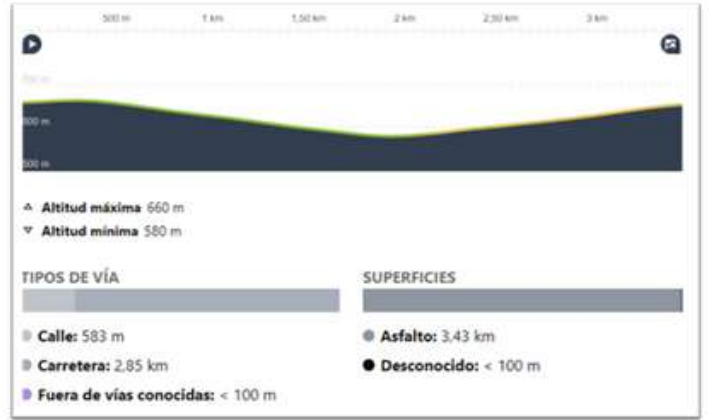 500 m 1 km 1,50 km 2 km 2,50 km 3 km
700 m
600 m
500 m
Altitud máxima 660 m
Altitud mínima 580 m
TIPOS DE VÍA SUPERFICIES
Calle: 583 m Asfalto: 3,43 km
Carretera: 2,85 km Desconocido: < 100 m
Fuera de vías conocidas: < 100 m